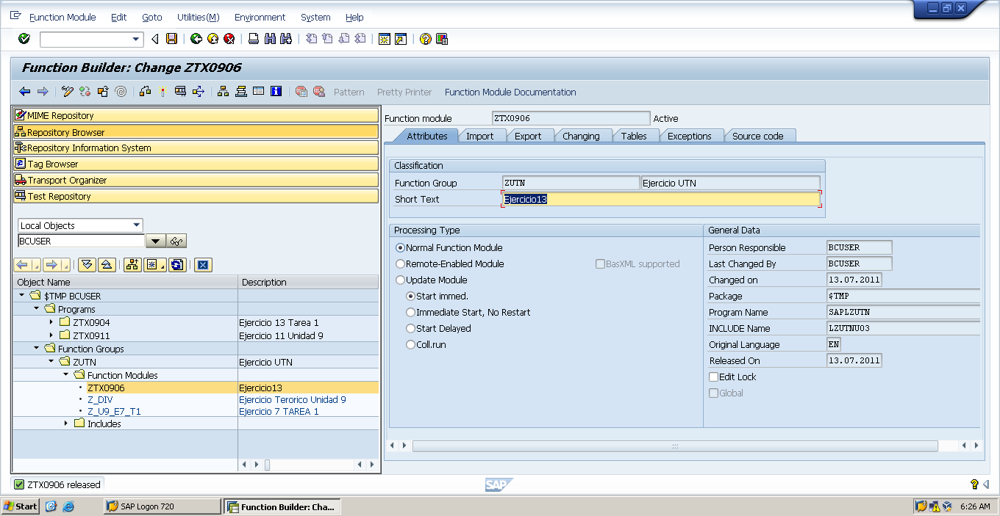 Function Module Edit Goto Utilities(M) Environment System Help
Function Builder: Change ZTX0906
Pattern Pretty Printer Function Module Documentation
MIME Repository
Repository Browser
Repository Information System
Tag Browser
Transport Organizer
Test Repository
Local Objects
BCUSER
Object Name Description
$TMP BCUSER
Programs
ZTX0904 Ejercicio 13 Tarea 1
ZTX0911 Ejercicio 11 Unidad 9
Function Groups
ZUTN Ejercicio UTN
Function Modules
ZTX0906 Ejercicio13
Z_DIV Ejercicio Terorico Unidad 9
Z_U9_E7_T1 Ejercicio 7 TAREA 1
Includes
Function module ZTX0906 Active
Attributes Import Export Changing Tables Exceptions Source code
Classification
Function Group ZUTN Ejercicio UTN
Short Text Ejercicio13
Processing Type
Normal Function Module
Remote-Enabled Module BasXML supported
Update Module
Start immed.
Immediate Start, No Restart
Start Delayed
Coll.run
General Data
Person Responsible BCUSER
Last Changed By BCUSER
Changed on 13.07.2011
Package $TMP
Program Name SAPLZUTN
INCLUDE Name LZUTNU03
Original Language EN
Released On 13.07.2011
Edit Lock
Global
ZTX0906 released
SAP
Start SAP Logon 720 Function Builder: Cha... 6:26 AM